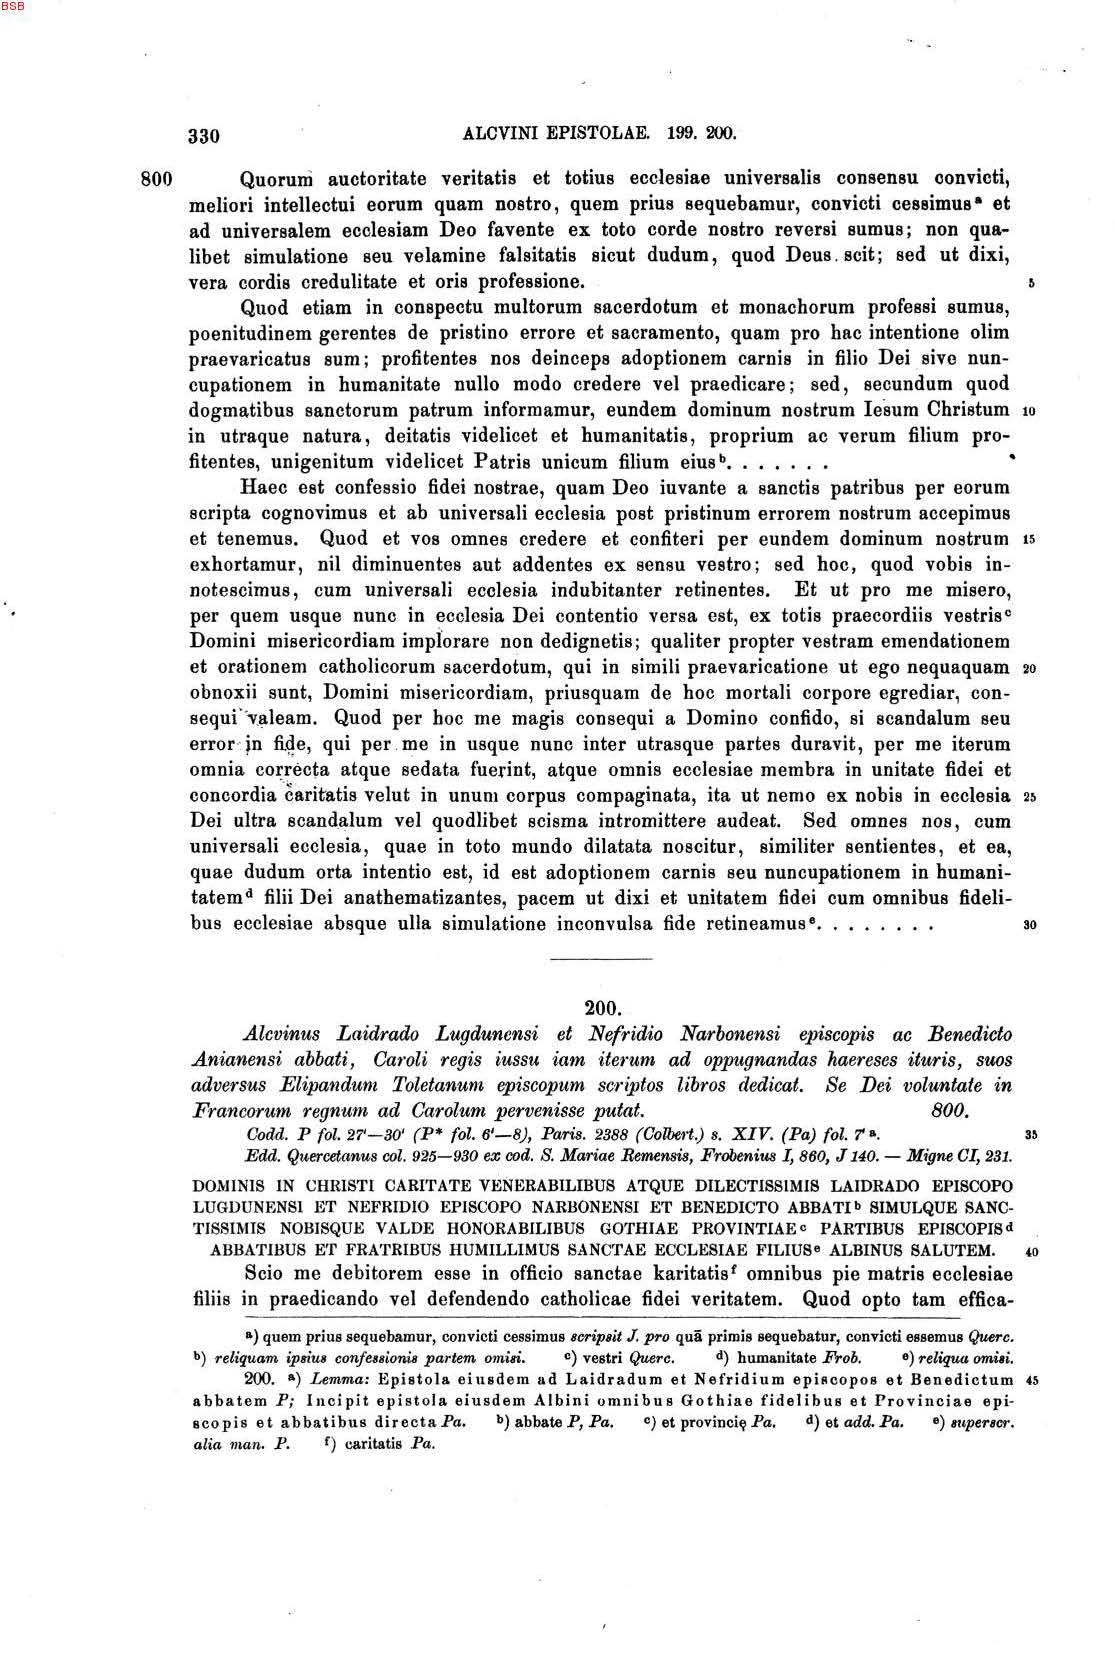 BSB
330 ALCVINI EPISTOLAE. 199. 200.
800 Quorum auctoritate veritatis et totius ecclesiae universalis consensu convicti,
meliori intellectui eorum quam nostro, quem prius sequebamur, convicti cessimus a et
ad universalem ecclesiam Deo favente ex toto corde nostro reversi sumus; non qua-
libet simulatione seu velamine falsitatis sicut dudum, quod Deus scit; sed ut dixi,
vera cordis credulitate et oris professione. 5
Quod etiam in conspectu multorum sacerdotum et monachorum professi sumus,
poenitudinem gerentes de pristino errore et sacramento, quam pro hac intentione olim
praevaricatus sum; profitentes nos deinceps adoptionem carnis in filio Dei sive nun-
cupationem in humanitate nullo modo credere vel praedicare; sed, secundum quod
dogmatibus sanctorum patrum informamur, eundem dominum nostrum Iesum Christum 10
in utraque natura, deitatis videlicet et humanitatis, proprium ac verum filium pro-
fitentes, unigenitum videlicet Patris unicum filium eius b. . . . . . .
Haec est confessio fidei nostrae, quam Deo iuvante a sanctis patribus per eorum
scripta cognovimus et ab universali ecclesia post pristinum errorem nostrum accepimus
et tenemus. Quod et vos omnes credere et confiteri per eundem dominum nostrum 15
exhortamur, nil diminuentes aut addentes ex sensu vestro; sed hoc, quod vobis in-
notescimus, cum universali ecclesia indubitanter retinentes. Et ut pro me misero,
per quem usque nunc in ecclesia Dei contentio versa est, ex totis praecordiis vestris c
Domini misericordiam implorare non dedignetis; qualiter propter vestram emendationem
et orationem catholicorum sacerdotum, qui in simili praevaricatione ut ego nequaquam 20
obnoxii sunt, Domini misericordiam, priusquam de hoc mortali corpore egrediar, con-
sequi valeam. Quod per hoc me magis consequi a Domino confido, si scandalum seu
error in fide, qui per me in usque nunc inter utrasque partes duravit, per me iterum
omnia correcta atque sedata fuerint, atque omnis ecclesiae membra in unitate fidei et
concordia caritatis velut in unum corpus compaginata, ita ut nemo ex nobis in ecclesia 25
Dei ultra scandalum vel quodlibet scisma intromittere audeat. Sed omnes nos, cum
universali ecclesia, quae in toto mundo dilatata noscitur, similiter sentientes, et ea,
quae dudum orta intentio est, id est adoptionem carnis seu nuncupationem in humani-
tatem d filii Dei anathematizantes, pacem ut dixi et unitatem fidei cum omnibus fideli-
bus ecclesiae absque ulla simulatione inconvulsa fide retineamus e. . . . . . . . 30
200.
Alcvinus Laidrado Lugdunensi et Nefridio Narbonensi episcopis ac Benedicto
Anianensi abbati, Caroli regis iussu iam iterum ad oppugnandas haereses ituris, suos
adversus Elipandum Toletanum episcopum scriptos libros dedicat. Se Dei voluntate in
Francorum regnum ad Carolum pervenisse putat. 800.
Codd. P fol. 27'—30' (P* fol. 6'—8), Paris. 2388 (Colbert.) s. XIV. (Pa) fol. 7' a. 35
Edd. Quercetanus col. 925—930 ex cod. S. Mariae Remensis, Frobenius I, 860, J 140. — Migne CI, 231.
DOMINIS IN CHRISTI CARITATE VENERABILIBUS ATQUE DILECTISSIMIS LAIDRADO EPISCOPO
LUGDUNENSI ET NEFRIDIO EPISCOPO NARBONENSI ET BENEDICTO ABBATI b SIMULQUE SANC-
TISSIMIS NOBISQUE VALDE HONORABILIBUS GOTHIAE PROVINTIAE c PARTIBUS EPISCOPIS d
ABBATIBUS ET FRATRIBUS HUMILLIMUS SANCTAE ECCLESIAE FILIUS e ALBINUS SALUTEM. 40
Scio me debitorem esse in officio sanctae karitatis f omnibus pie matris ecclesiae
filiis in praedicando vel defendendo catholicae fidei veritatem. Quod opto tam effica-
a) quem prius sequebamur, convicti cessimus scripsit J. pro quā primis sequebatur, convicti essemus Querc.
b) reliquam ipsius confessionis partem omisi. c) vestri Querc. d) humanitate Frob. e) reliqua omisi.
200. a) Lemma: Epistola eiusdem ad Laidradum et Nefridium episcopos et Benedictum 45
abbatem P; Incipit epistola eiusdem Albini omnibus Gothiae fidelibus et Provinciae epi-
scopis et abbatibus directa Pa. b) abbate P, Pa. c) et provincię Pa. d) et add. Pa. e) superscr.
alia man. P. f) caritatis Pa.